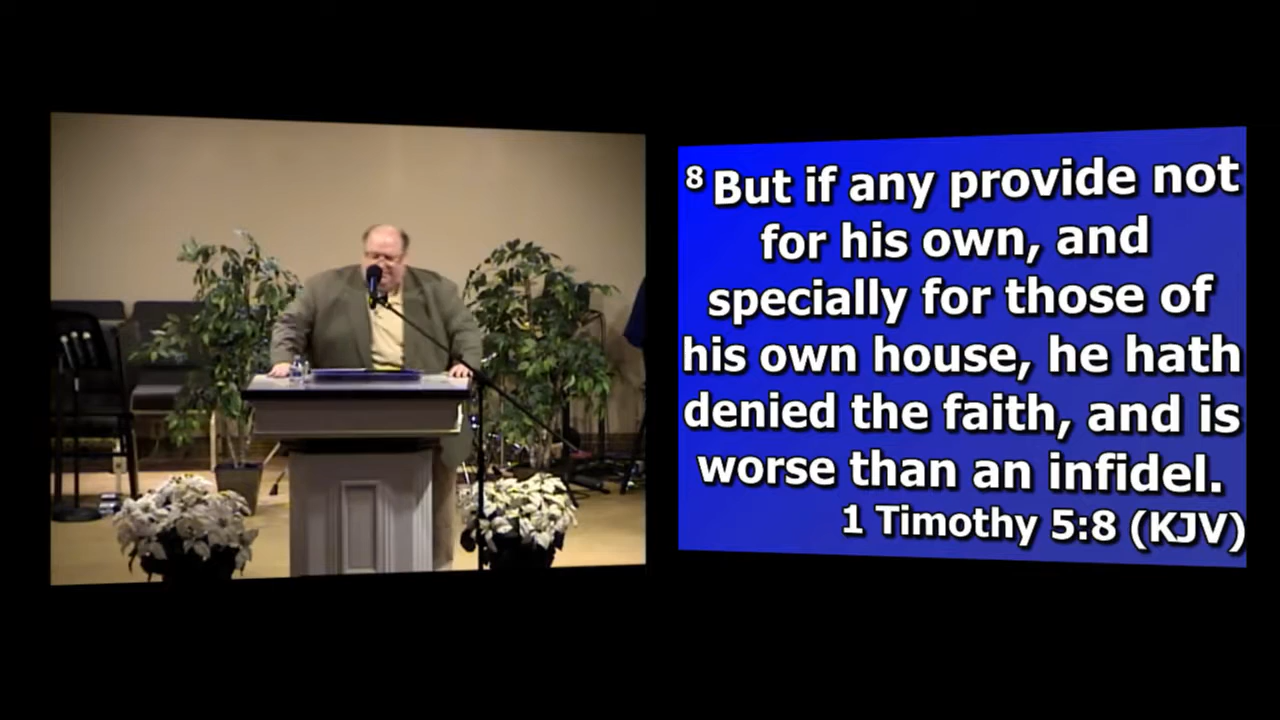 8 But if any provide not
for his own, and
specially for those of
his own house, he hath
denied the faith, and is
worse than an infidel.
1 Timothy 5:8 (KJV)